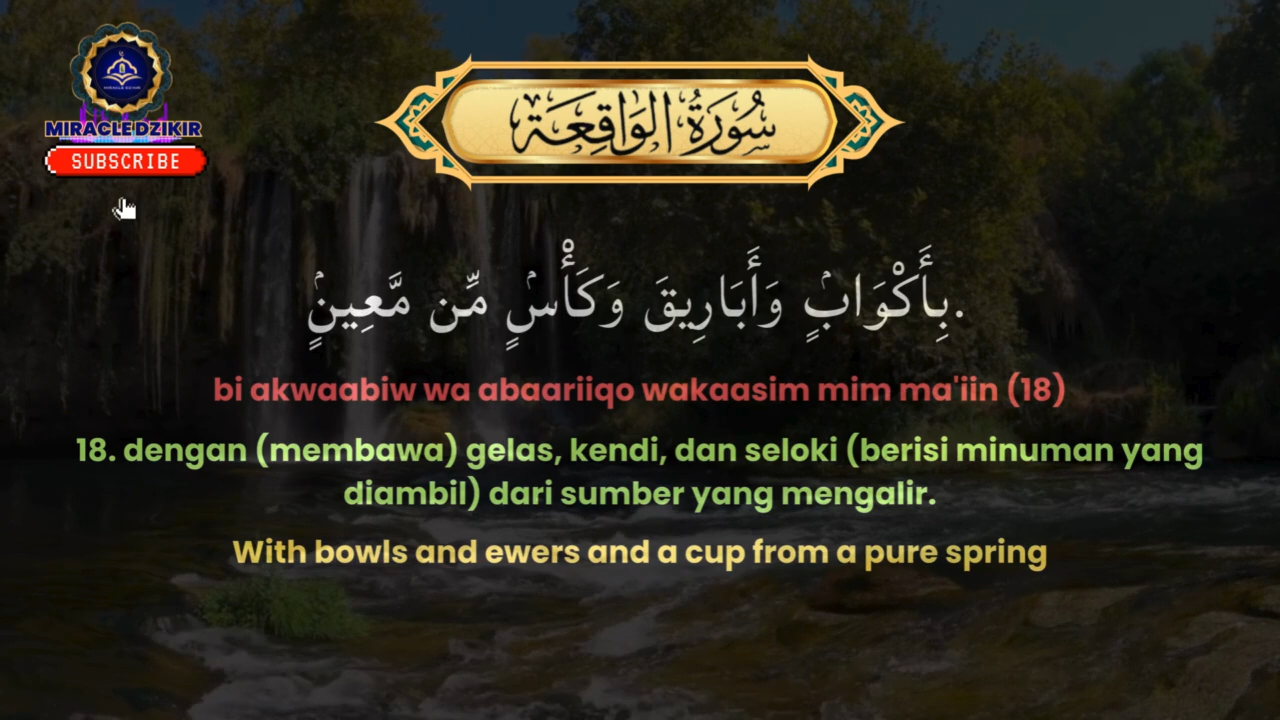 MIRACLE DZIKIR
SUBSCRIBE
سُورَةُ الوَاقِعَة
بِأَكْوَابٍۢ وَأَبَارِيقَ وَكَأْسٍۢ مِّن مَّعِينٍۢ.
bi akwaabiw wa abaariiqo wakaasim mim ma'iin (18)
18. dengan (membawa) gelas, kendi, dan seloki (berisi minuman yang
diambil) dari sumber yang mengalir.
With bowls and ewers and a cup from a pure spring